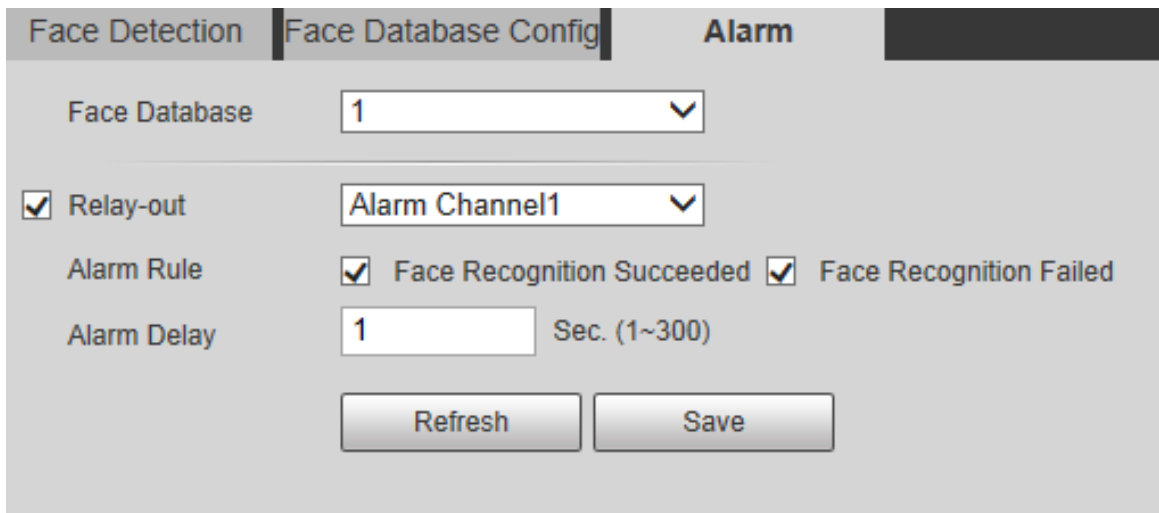 Face Detection Face Database Config Alarm
Face Database 1
Relay-out Alarm Channel1
Alarm Rule Face Recognition Succeeded Face Recognition Failed
Alarm Delay 1 Sec. (1~300)
Refresh Save